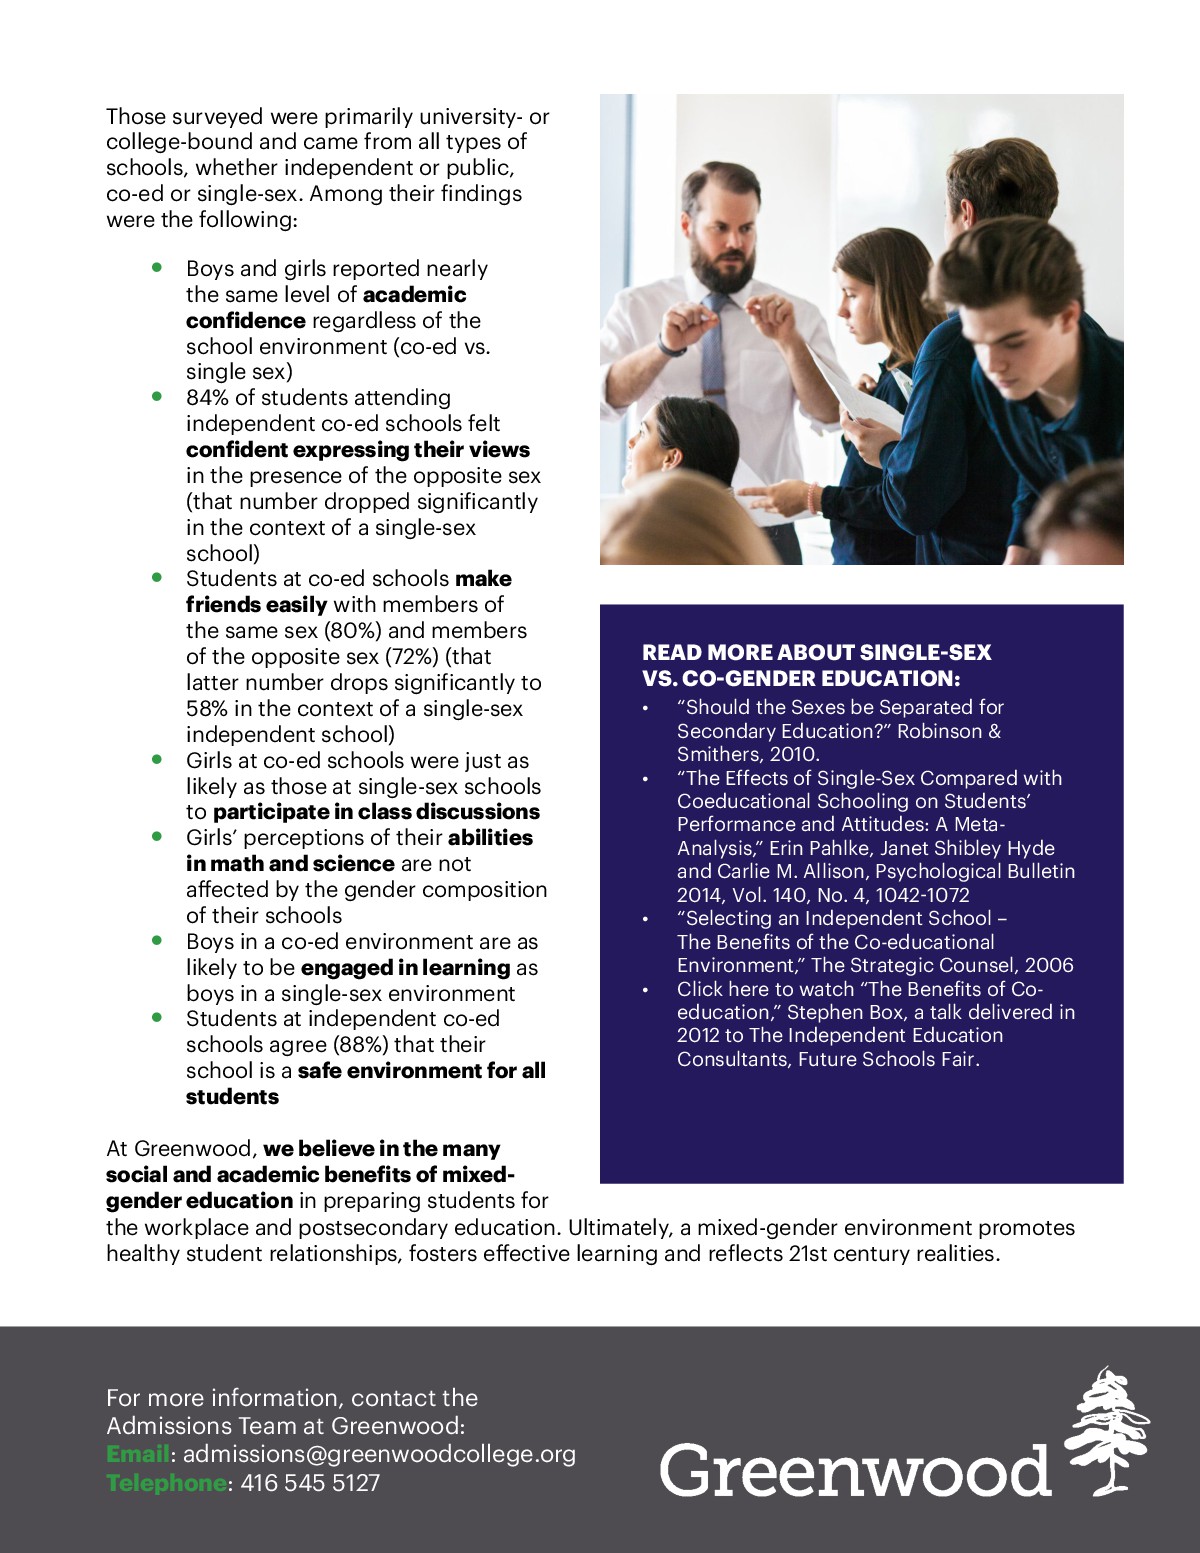 Those surveyed were primarily university- or
college-bound and came from all types of
schools, whether independent or public,
co-ed or single-sex. Among their findings
were the following:
• Boys and girls reported nearly
the same level of academic
confidence regardless of the
school environment (co-ed vs.
single sex)
• 84% of students attending
independent co-ed schools felt
confident expressing their views
in the presence of the opposite sex
(that number dropped significantly
in the context of a single-sex
school)
• Students at co-ed schools make
friends easily with members of
the same sex (80%) and members
of the opposite sex (72%) (that
latter number drops significantly to
58% in the context of a single-sex
independent school)
• Girls at co-ed schools were just as
likely as those at single-sex schools
to participate in class discussions
• Girls’ perceptions of their abilities
in math and science are not
affected by the gender composition
of their schools
• Boys in a co-ed environment are as
likely to be engaged in learning as
boys in a single-sex environment
• Students at independent co-ed
schools agree (88%) that their
school is a safe environment for all
students
At Greenwood, we believe in the many
social and academic benefits of mixed-
gender education in preparing students for
the workplace and postsecondary education. Ultimately, a mixed-gender environment promotes
healthy student relationships, fosters effective learning and reflects 21st century realities.
READ MORE ABOUT SINGLE-SEX
VS. CO-GENDER EDUCATION:
• “Should the Sexes be Separated for
Secondary Education?” Robinson &
Smithers, 2010.
• “The Effects of Single-Sex Compared with
Coeducational Schooling on Students’
Performance and Attitudes: A Meta-
Analysis,” Erin Pahlke, Janet Shibley Hyde
and Carlie M. Allison, Psychological Bulletin
2014, Vol. 140, No. 4, 1042-1072
• “Selecting an Independent School –
The Benefits of the Co-educational
Environment,” The Strategic Counsel, 2006
• Click here to watch “The Benefits of Co-
education,” Stephen Box, a talk delivered in
2012 to The Independent Education
Consultants, Future Schools Fair.
For more information, contact the
Admissions Team at Greenwood:
Email: admissions@greenwoodcollege.org
Telephone: 416 545 5127
Greenwood